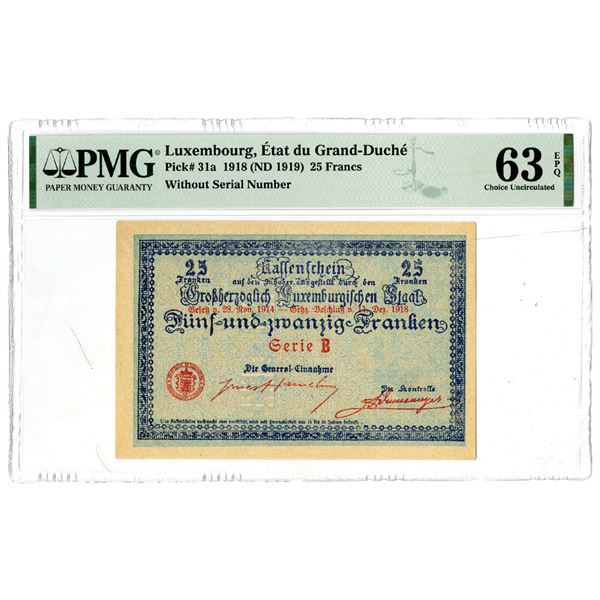 PMG®
PAPER MONEY GUARANTY
Luxembourg, État du Grand-Duché
Pick# 31a 1918 (ND 1919) 25 Francs
Without Serial Number
63 EPQ
Choice Uncirculated
25 Kassenschein 25
Franken auf den Inhaber, ausgestellt durch den Franken
Großherzoglich Luxemburgischen Staat
Gesetz v. 28. Nov. 1914 — Grhz. Beschluß v. 11. Dez. 1918
Fünf-und-zwanzig-Franken
Serie B
Die General-Einnahme
Die Kontrolle